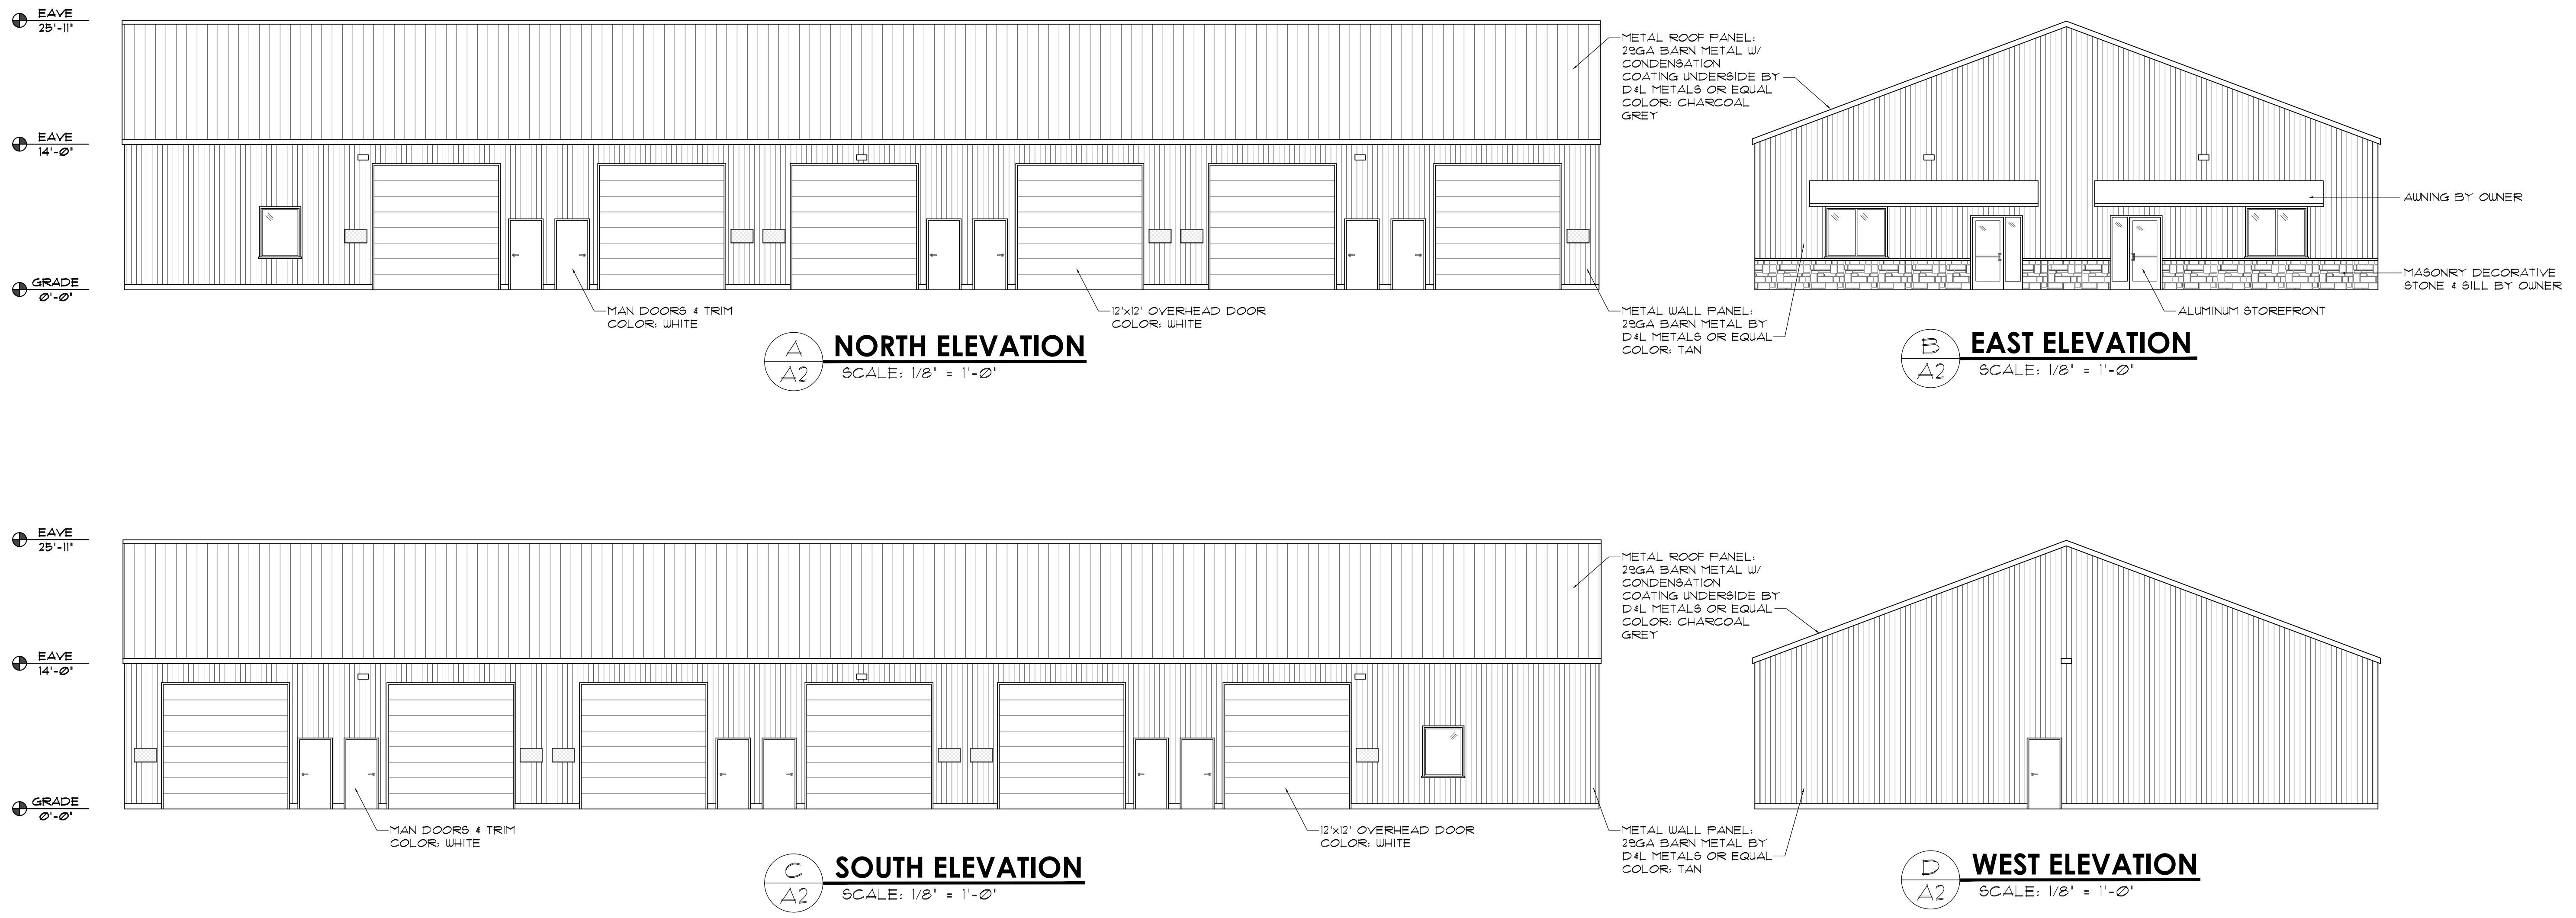 EAVE
25'-11"
EAVE
14'-0"
GRADE
0'-0"
METAL ROOF PANEL:
29GA BARN METAL W/
CONDENSATION
COATING UNDERSIDE BY
D&L METALS OR EQUAL
COLOR: CHARCOAL
GREY
MAN DOORS & TRIM
COLOR: WHITE
12'x12' OVERHEAD DOOR
COLOR: WHITE
METAL WALL PANEL:
29GA BARN METAL BY
D&L METALS OR EQUAL
COLOR: TAN
A
A2
NORTH ELEVATION
SCALE: 1/8" = 1'-0"
AWNING BY OWNER
MASONRY DECORATIVE
STONE & SILL BY OWNER
ALUMINUM STOREFRONT
B
A2
EAST ELEVATION
SCALE: 1/8" = 1'-0"
EAVE
25'-11"
EAVE
14'-0"
GRADE
0'-0"
METAL ROOF PANEL:
29GA BARN METAL W/
CONDENSATION
COATING UNDERSIDE BY
D&L METALS OR EQUAL
COLOR: CHARCOAL
GREY
MAN DOORS & TRIM
COLOR: WHITE
12'x12' OVERHEAD DOOR
COLOR: WHITE
METAL WALL PANEL:
29GA BARN METAL BY
D&L METALS OR EQUAL
COLOR: TAN
C
A2
SOUTH ELEVATION
SCALE: 1/8" = 1'-0"
D
A2
WEST ELEVATION
SCALE: 1/8" = 1'-0"